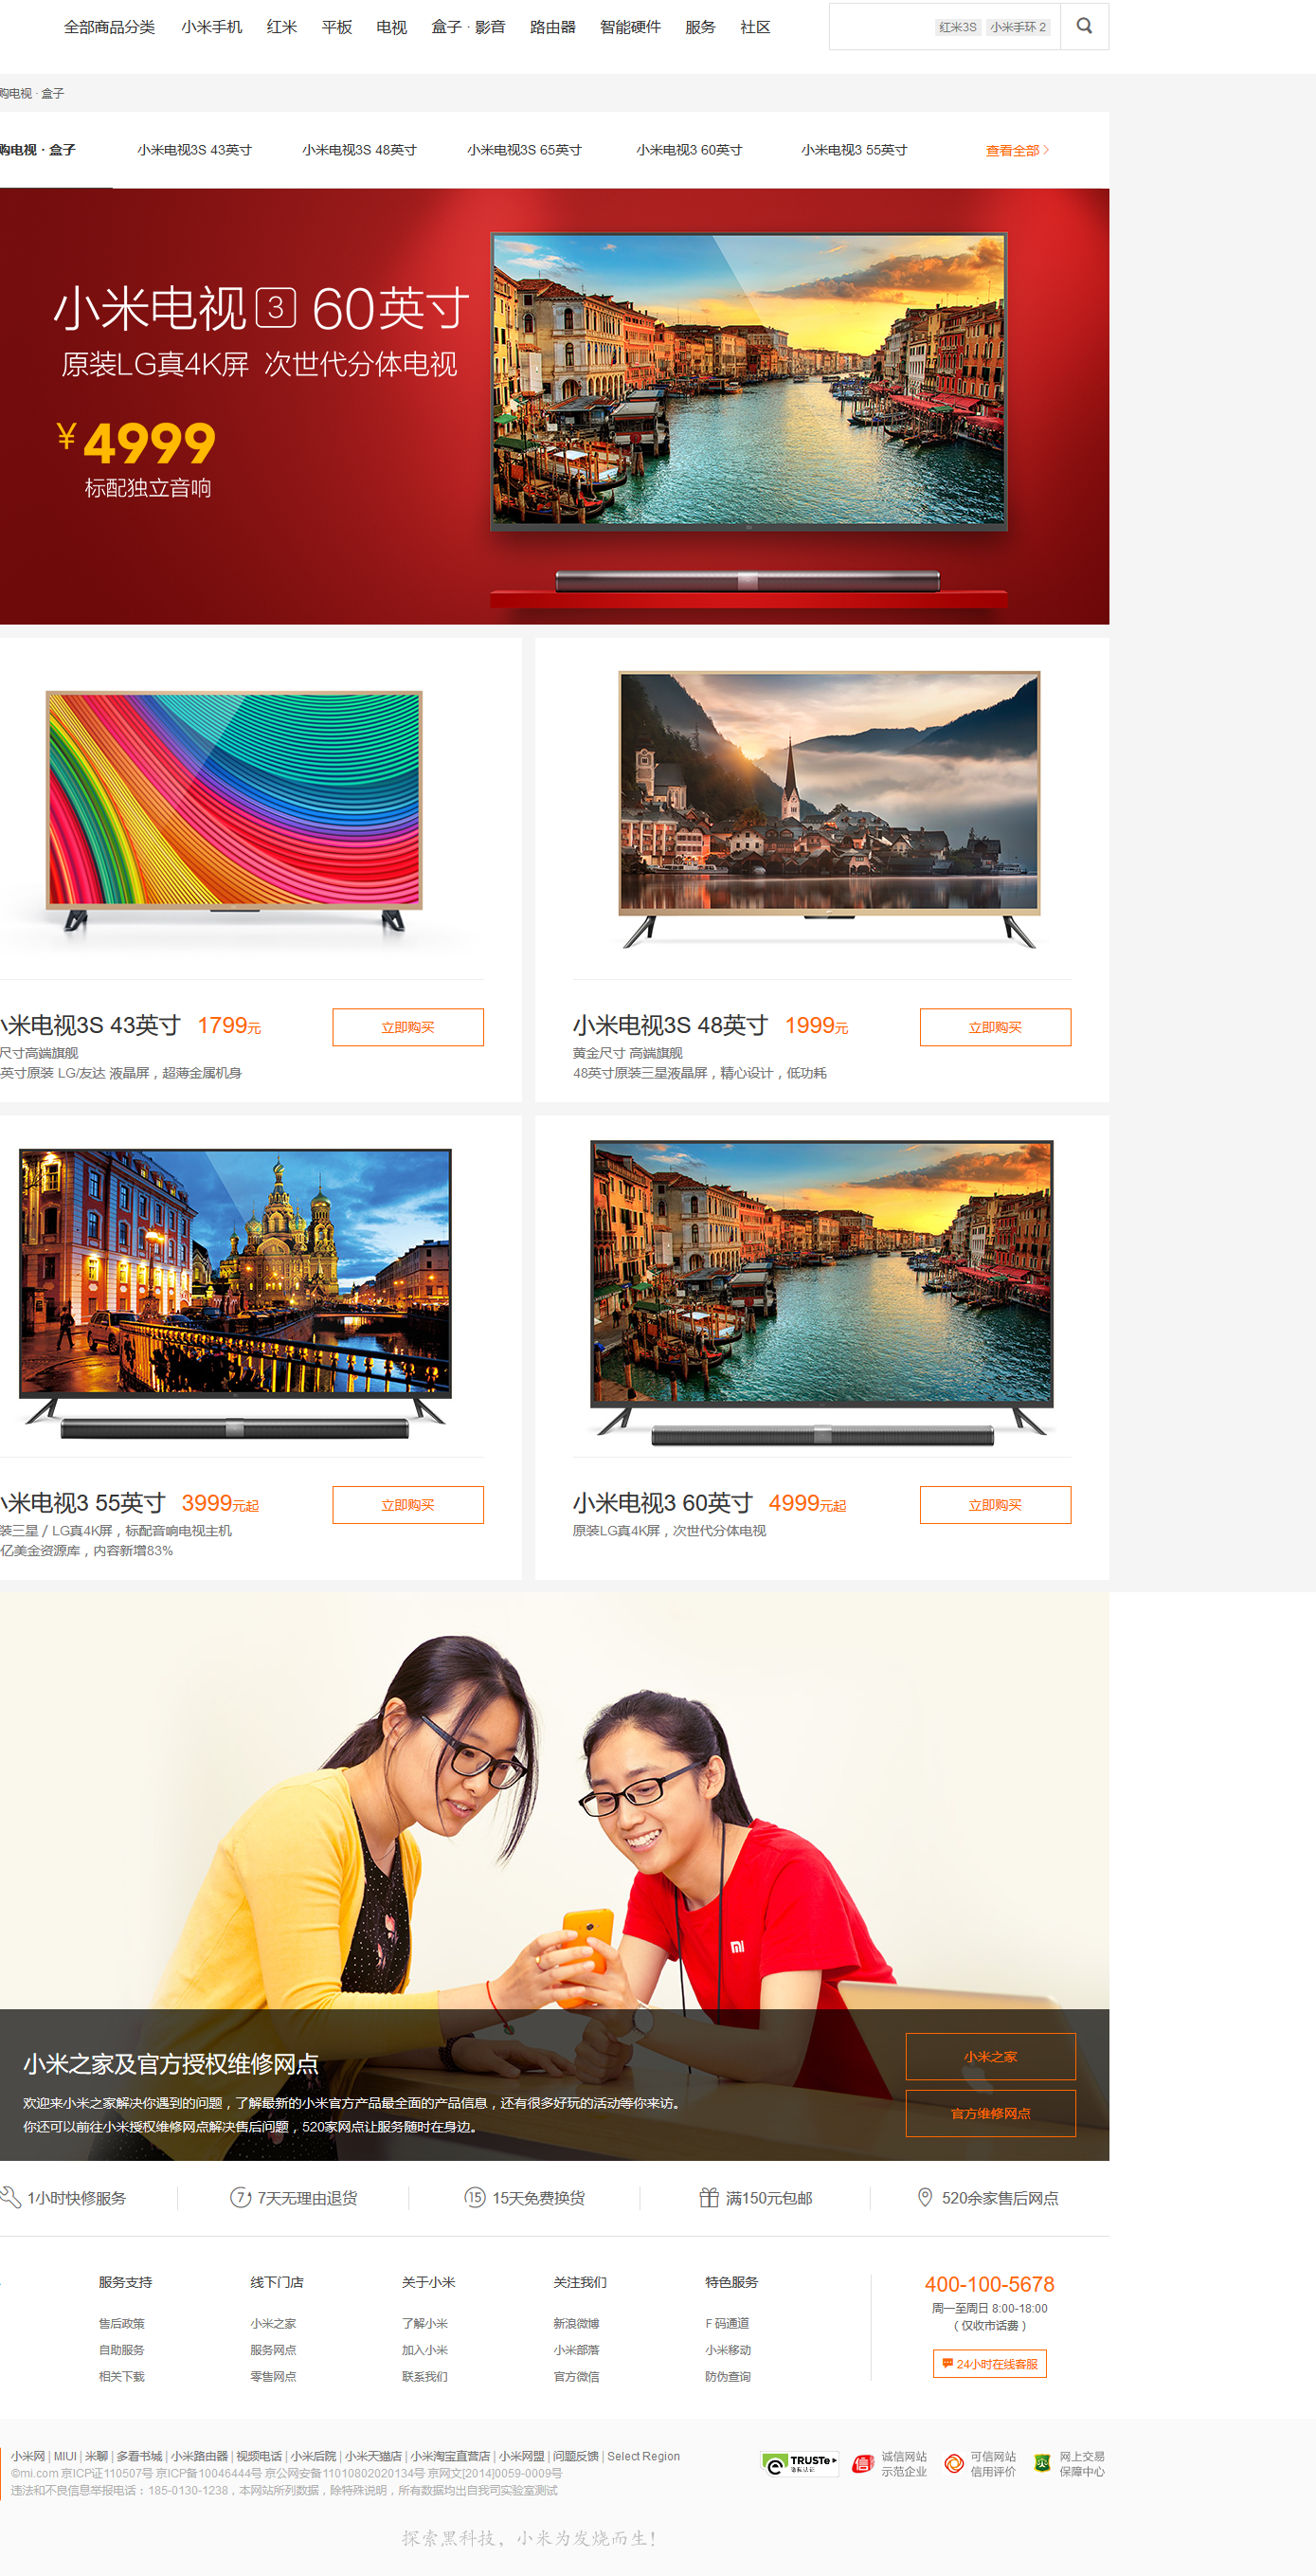 全部商品分类 小米手机 红米 平板 电视 盒子 · 影音 路由器 智能硬件 服务 社区 红米3S 小米手环 2
购电视 · 盒子
购电视 · 盒子 小米电视3S 43英寸 小米电视3S 48英寸 小米电视3S 65英寸 小米电视3 60英寸 小米电视3 55英寸 查看全部
小米电视 3 60英寸
原装LG真4K屏 次世代分体电视
¥4999
标配独立音响
小米电视3S 43英寸 1799元 立即购买
尺寸高端旗舰
英寸原装 LG/友达 液晶屏，超薄金属机身
小米电视3S 48英寸 1999元 立即购买
黄金尺寸 高端旗舰
48英寸原装三星液晶屏，精心设计，低功耗
小米电视3 55英寸 3999元起 立即购买
装三星 / LG真4K屏，标配音响电视主机
亿美金资源库，内容新增83%
小米电视3 60英寸 4999元起 立即购买
原装LG真4K屏，次世代分体电视
小米之家及官方授权维修网点
欢迎来小米之家解决你遇到的问题，了解最新的小米官方产品最全面的产品信息，还有很多好玩的活动等你来访。
你还可以前往小米授权维修网点解决售后问题，520家网点让服务随时在身边。
小米之家
官方维修网点
1小时快修服务 7 7天无理由退货 15 15天免费换货 满150元包邮 520余家售后网点
服务支持 线下门店 关于小米 关注我们 特色服务
售后政策 小米之家 了解小米 新浪微博 F 码通道
自助服务 服务网点 加入小米 小米部落 小米移动
相关下载 零售网点 联系我们 官方微信 防伪查询
400-100-5678
周一至周日 8:00-18:00
（仅收市话费）
24小时在线客服
小米网 | MIUI | 米聊 | 多看书城 | 小米路由器 | 视频电话 | 小米后院 | 小米天猫店 | 小米淘宝直营店 | 小米网盟 | 问题反馈 | Select Region
©mi.com 京ICP证110507号 京ICP备10046444号 京公网安备11010802020134号 京网文[2014]0059-0009号
违法和不良信息举报电话：185-0130-1238，本网站所列数据，除特殊说明，所有数据均出自我司实验室测试
TRUSTe
隐私认证
信
诚信网站
示范企业
可信网站
信用评价
网上交易
保障中心
探索黑科技，小米为发烧而生！